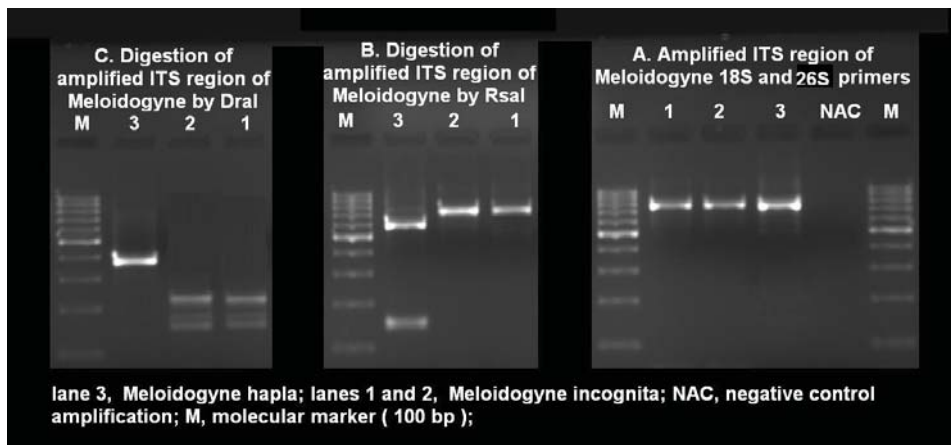 C. Digestion of
amplified ITS region of
Meloidogyne by DraI
M 3 2 1
B. Digestion of
amplified ITS region of
Meloidogyne by RsaI
M 3 2 1
A. Amplified ITS region of
Meloidogyne 18S and 26S primers
M 1 2 3 NAC M
lane 3, Meloidogyne hapla; lanes 1 and 2, Meloidogyne incognita; NAC, negative control
amplification; M, molecular marker ( 100 bp );